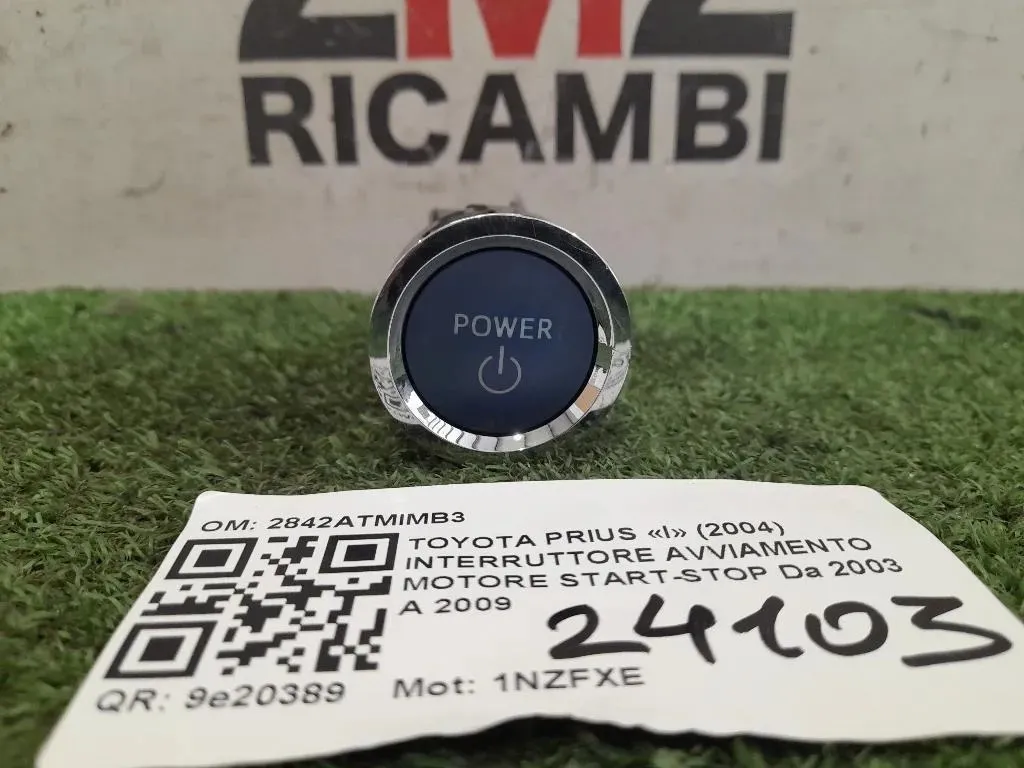 2M2
RICAMBI
POWER
OM: 2842ATMIMB3
TOYOTA PRIUS «I» (2004)
INTERRUTTORE AVVIAMENTO
MOTORE START-STOP Da 2003
A 2009
24103
QR: 9e20389 Mot: 1NZFXE